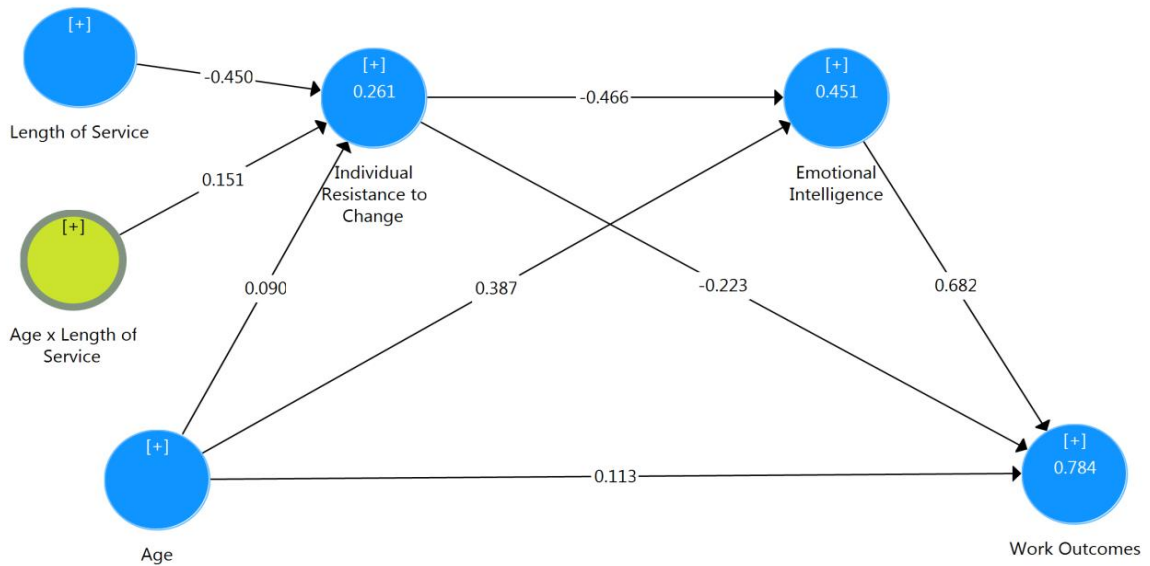 [+]
Length of Service
-0.450
[+]
0.261
Individual
Resistance to
Change
-0.466
[+]
0.451
Emotional
Intelligence
0.151
[+]
Age x Length of
Service
0.090
0.387
-0.223
0.682
[+]
Age
0.113
[+]
0.784
Work Outcomes